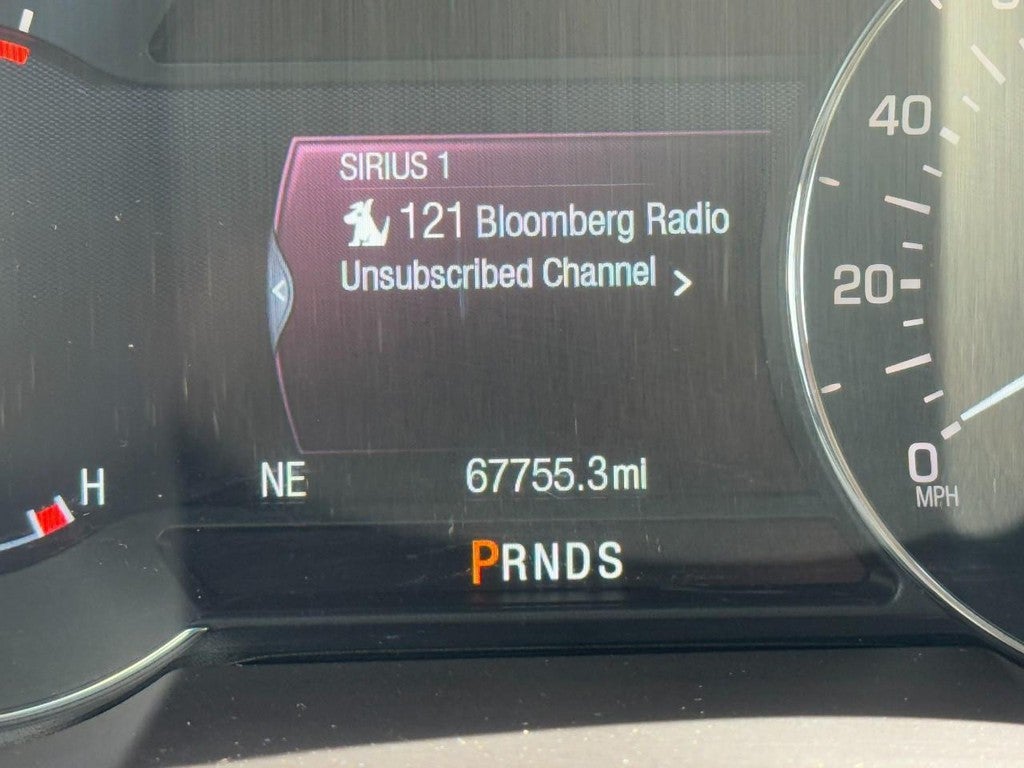 SIRIUS 1
121 Bloomberg Radio
Unsubscribed Channel >
40
20
0
MPH
H
NE 67755.3mi
PRNDS